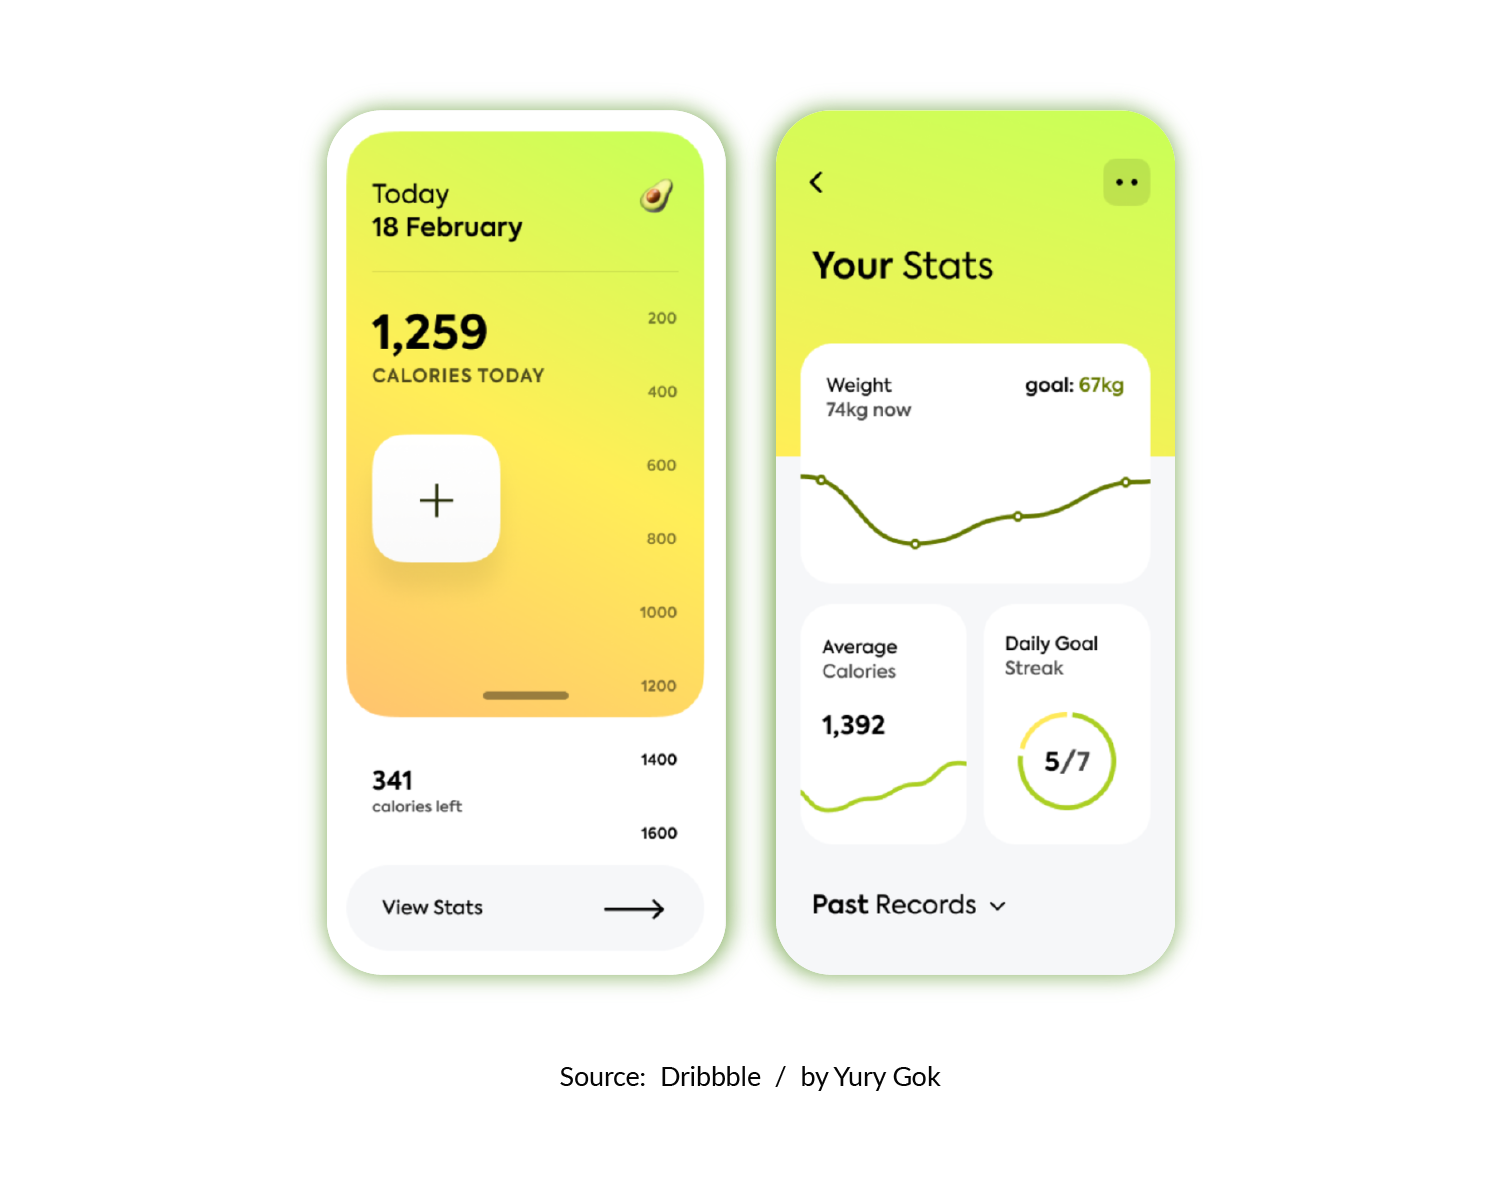 Today
18 February
1,259
CALORIES TODAY
200
400
600
800
1000
1200
1400
1600
341
calories left
View Stats
Your Stats
Weight
74kg now
goal: 67kg
Average
Calories
1,392
Daily Goal
Streak
5/7
Past Records
Source: Dribbble / by Yury Gok